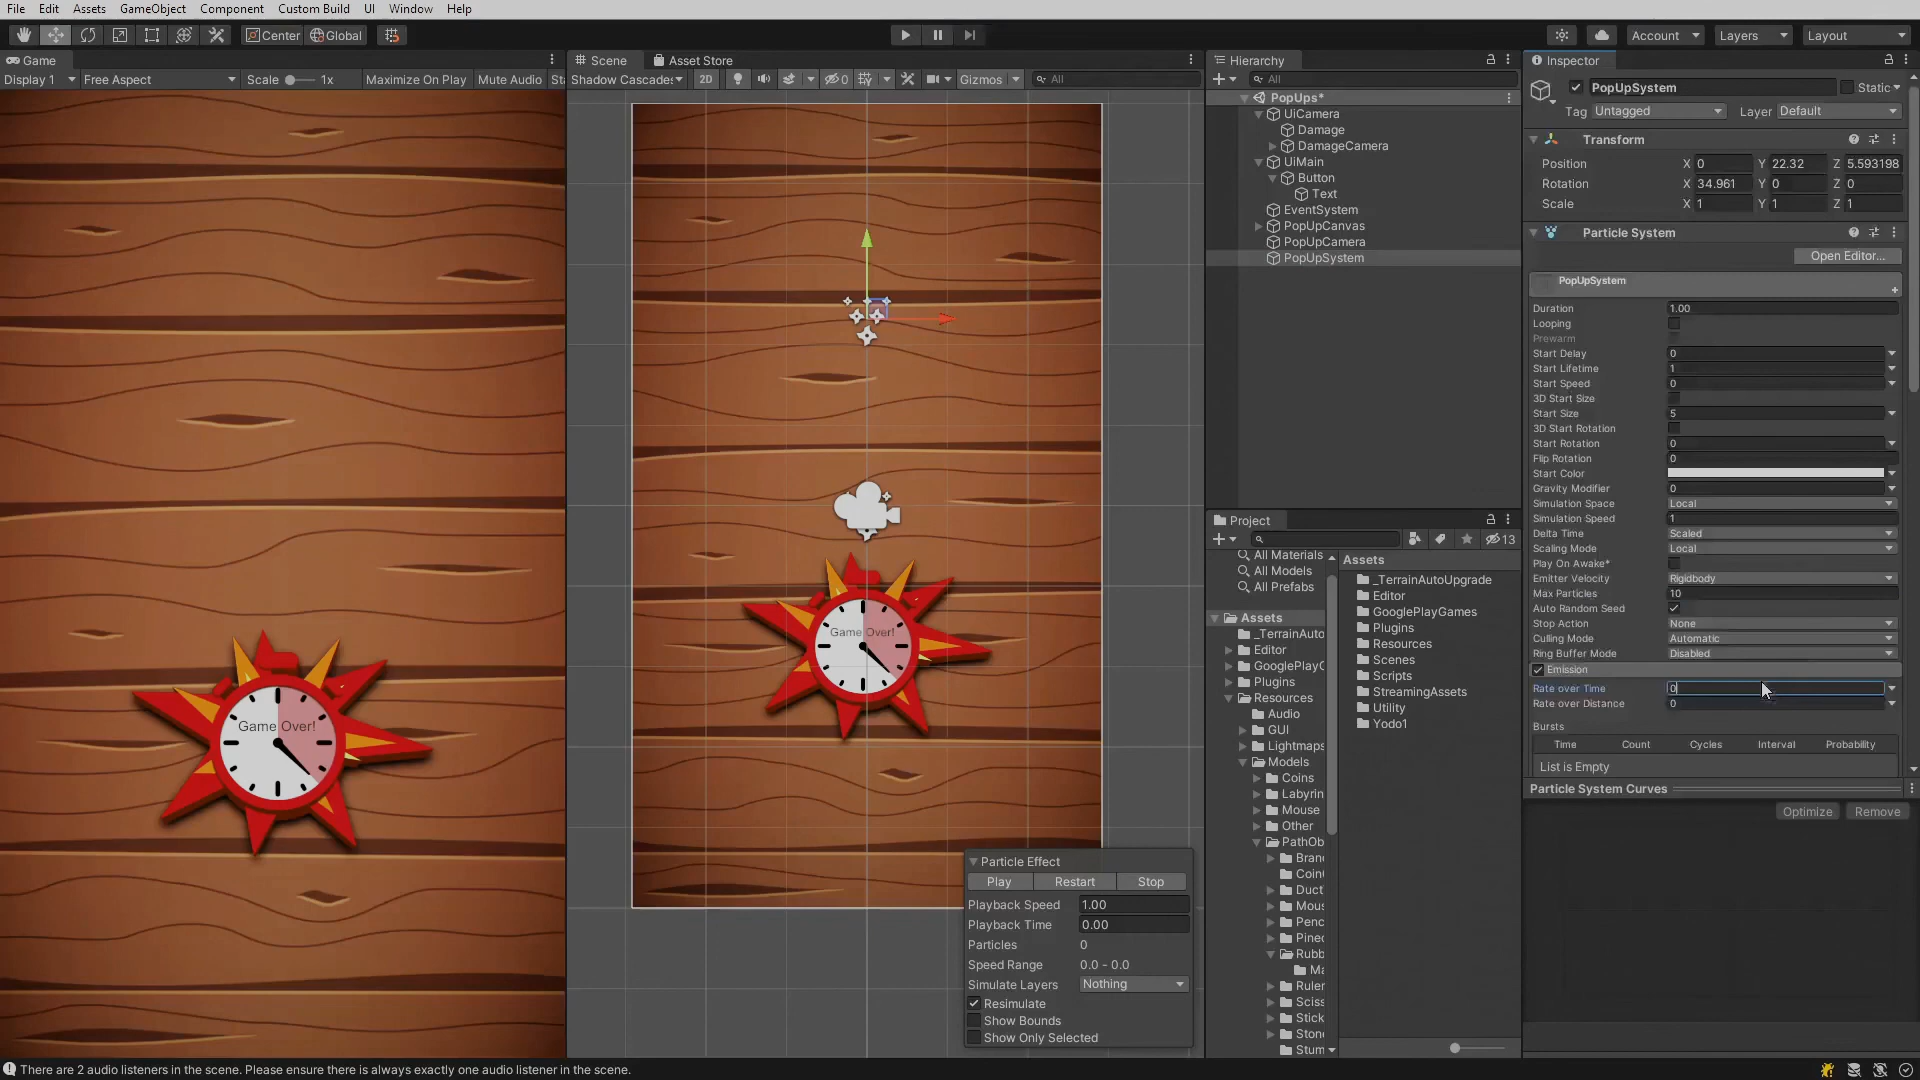 File Edit Assets GameObject Component Custom Build UI Window Help
Center Global Account Layers Layout
Game
Display 1 Free Aspect Scale 1x Maximize On Play Mute Audio
Game Over!
Scene Asset Store
Shadow Cascades 2D 0 Gizmos All
Game Over!
Particle Effect
Play Restart Stop
Playback Speed 1.00
Playback Time 0.00
Particles 0
Speed Range 0.0 - 0.0
Simulate Layers Nothing
Resimulate
Show Bounds
Show Only Selected
Hierarchy
All
PopUps*
UiCamera
Damage
DamageCamera
UiMain
Button
Text
EventSystem
PopUpCanvas
PopUpCamera
PopUpSystem
Project
13
All Materials
All Models
All Prefabs
Assets
_TerrainAuto
Editor
GooglePlayG
Plugins
Resources
Audio
GUI
Lightmaps
Models
Coins
Labyrin
Mouse
Other
PathOb
Bran
Coin
Duct
Mous
Penc
Pinec
Rubb
Ma
Ruler
Sciss
Stick
Stone
Stum
Assets
_TerrainAutoUpgrade
Editor
GooglePlayGames
Plugins
Resources
Scenes
Scripts
StreamingAssets
Utility
Yodo1
Inspector
PopUpSystem Static
Tag Untagged Layer Default
Transform
Position X 0 Y 22.32 Z 5.593198
Rotation X 34.961 Y 0 Z 0
Scale X 1 Y 1 Z 1
Particle System
Open Editor...
PopUpSystem
Duration 1.00
Looping
Prewarm
Start Delay 0
Start Lifetime 1
Start Speed 0
3D Start Size
Start Size 5
3D Start Rotation
Start Rotation 0
Flip Rotation 0
Start Color
Gravity Modifier 0
Simulation Space Local
Simulation Speed 1
Delta Time Scaled
Scaling Mode Local
Play On Awake*
Emitter Velocity Rigidbody
Max Particles 10
Auto Random Seed
Stop Action None
Culling Mode Automatic
Ring Buffer Mode Disabled
Emission
Rate over Time 0
Rate over Distance 0
Bursts
Time Count Cycles Interval Probability
List is Empty
Particle System Curves
Optimize Remove
There are 2 audio listeners in the scene. Please ensure there is always exactly one audio listener in the scene.